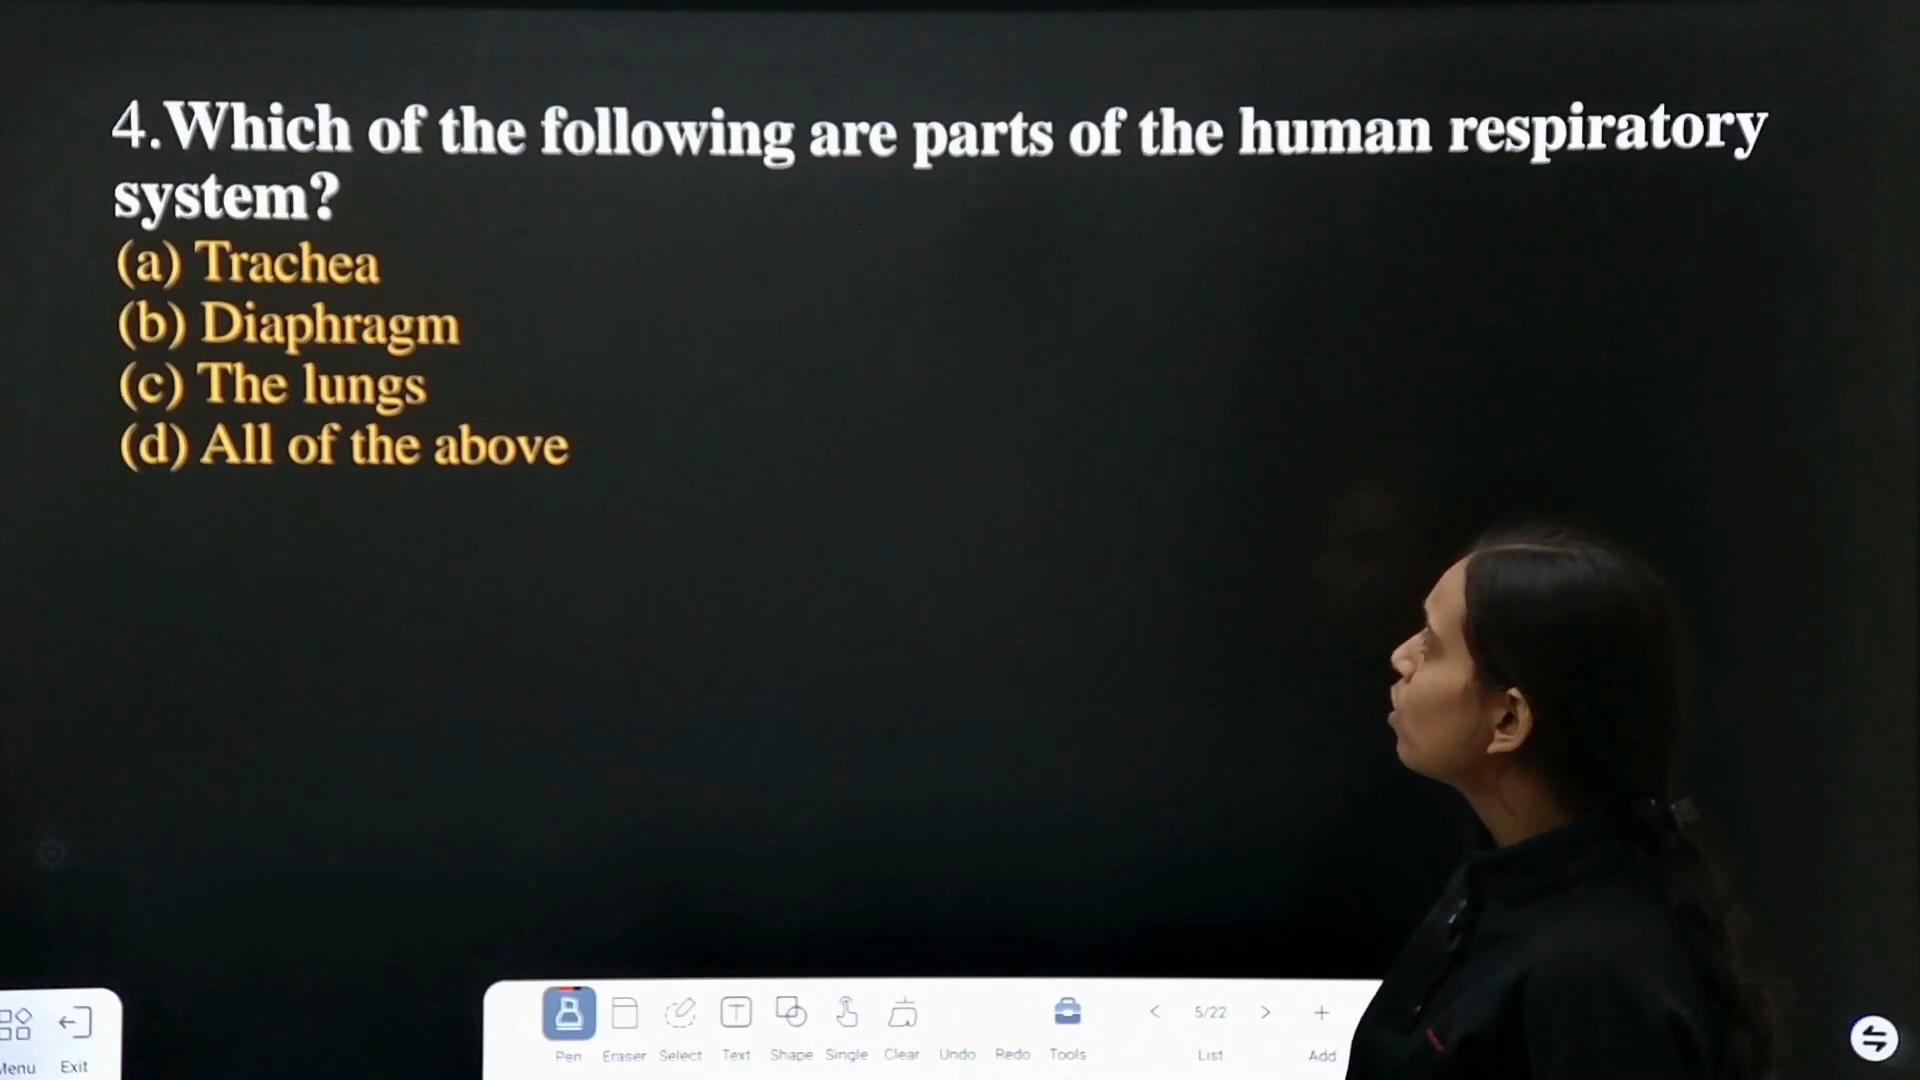 4.Which of the following are parts of the human respiratory
system?
(a) Trachea
(b) Diaphragm
(c) The lungs
(d) All of the above
Menu Exit
Pen Eraser Select Text Shape Single Clear Undo Redo Tools
5/22
List Add